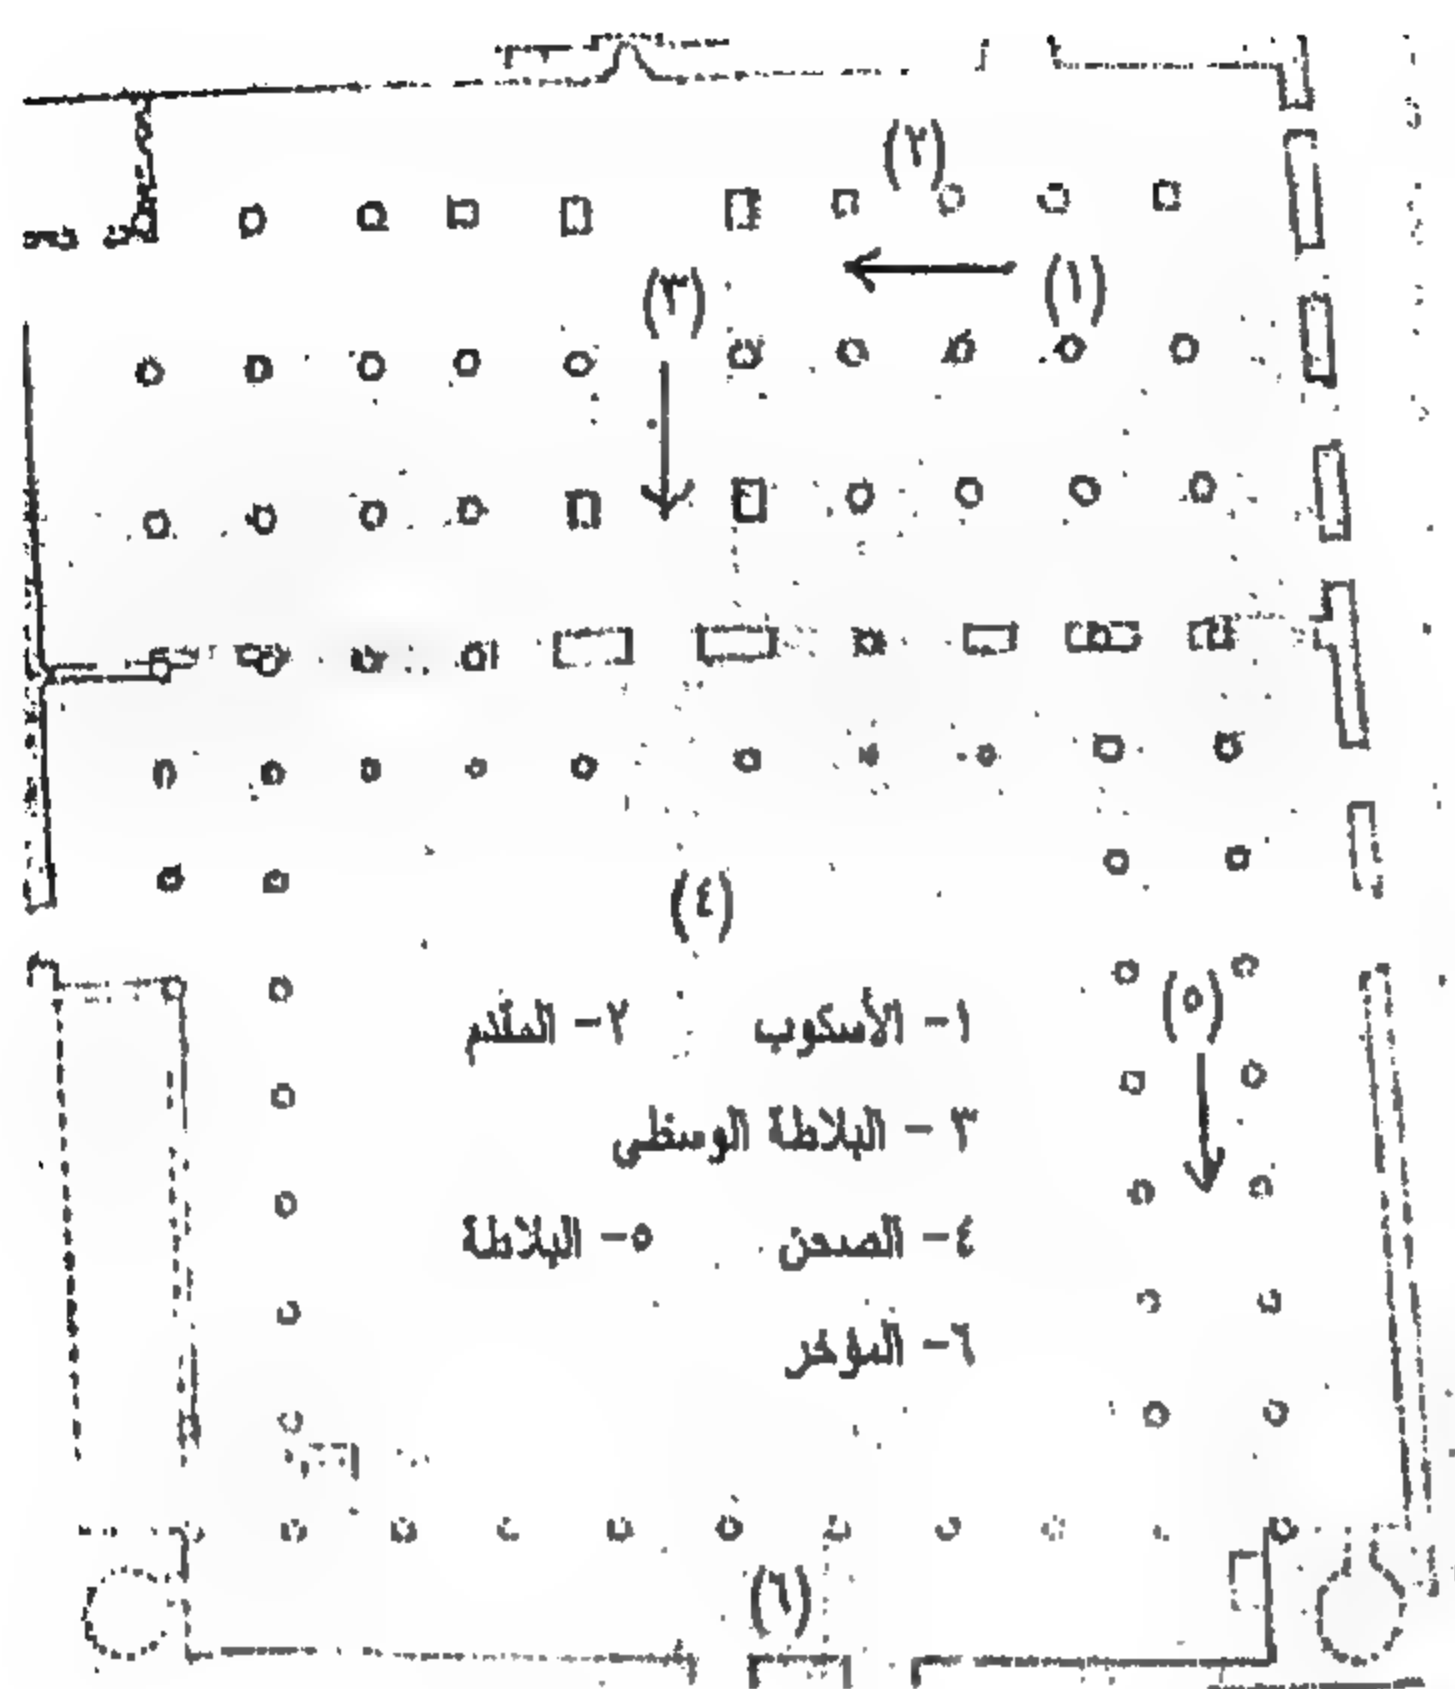 (٢)
(١)
(٣)
(٤)
(٥)
١- الأسكوب ٢- المقدم
٣ - البلاطة الوسطى
٤- الصحن ٥- البلاطة
٦- المؤخر
(٦)